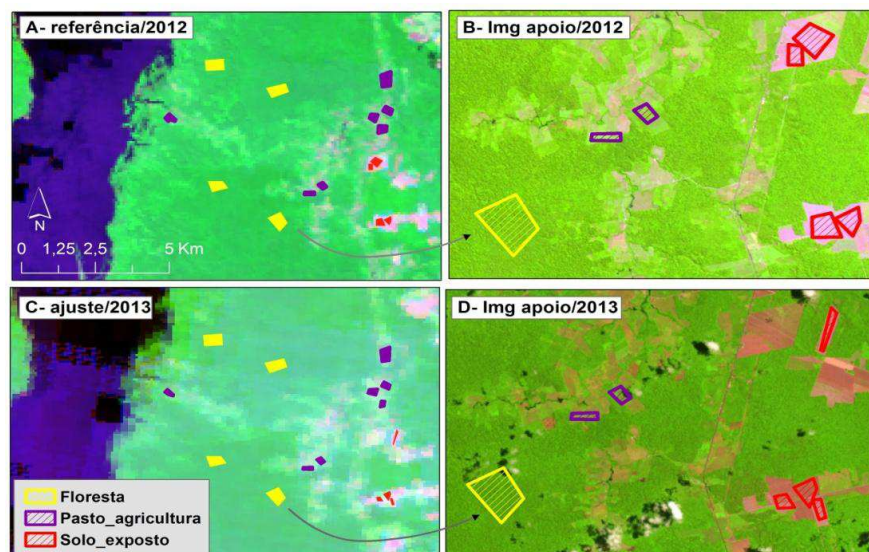 A- referência/2012
B- Img apoio/2012
N
0 1,25 2,5 5 Km
C- ajuste/2013
D- Img apoio/2013
Floresta
Pasto_agricultura
Solo_exposto